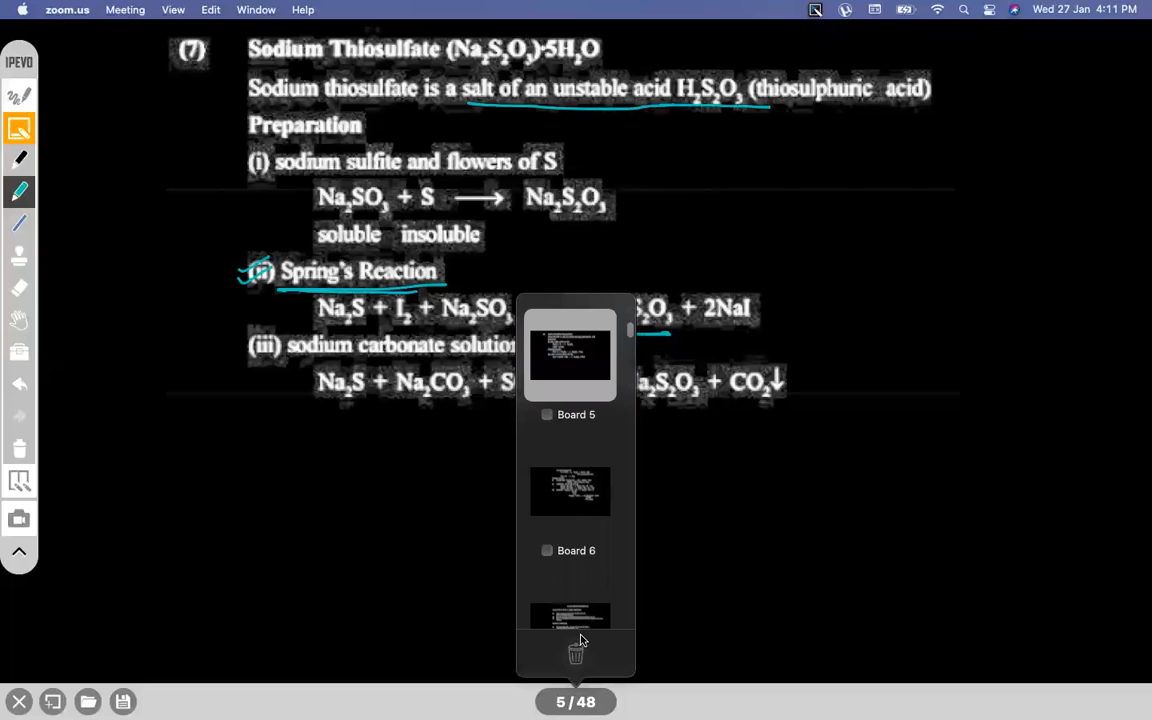 zoom.us Meeting View Edit Window Help Wed 27 Jan 4:11 PM
IPEVO
(7) Sodium Thiosulfate (Na₂S₂O₃)·5H₂O
Sodium thiosulfate is a salt of an unstable acid H₂S₂O₃ (thiosulphuric acid)
Preparation
(i) sodium sulfite and flowers of S
Na₂SO₃ + S ⟶ Na₂S₂O₃
soluble insoluble
(ii) Spring's Reaction
Na₂S + I₂ + Na₂SO₃ S₂O₃ + 2NaI
(iii) sodium carbonate solution
Na₂S + Na₂CO₃ + S a₂S₂O₃ + CO₂↓
Board 5
Board 6
5 / 48